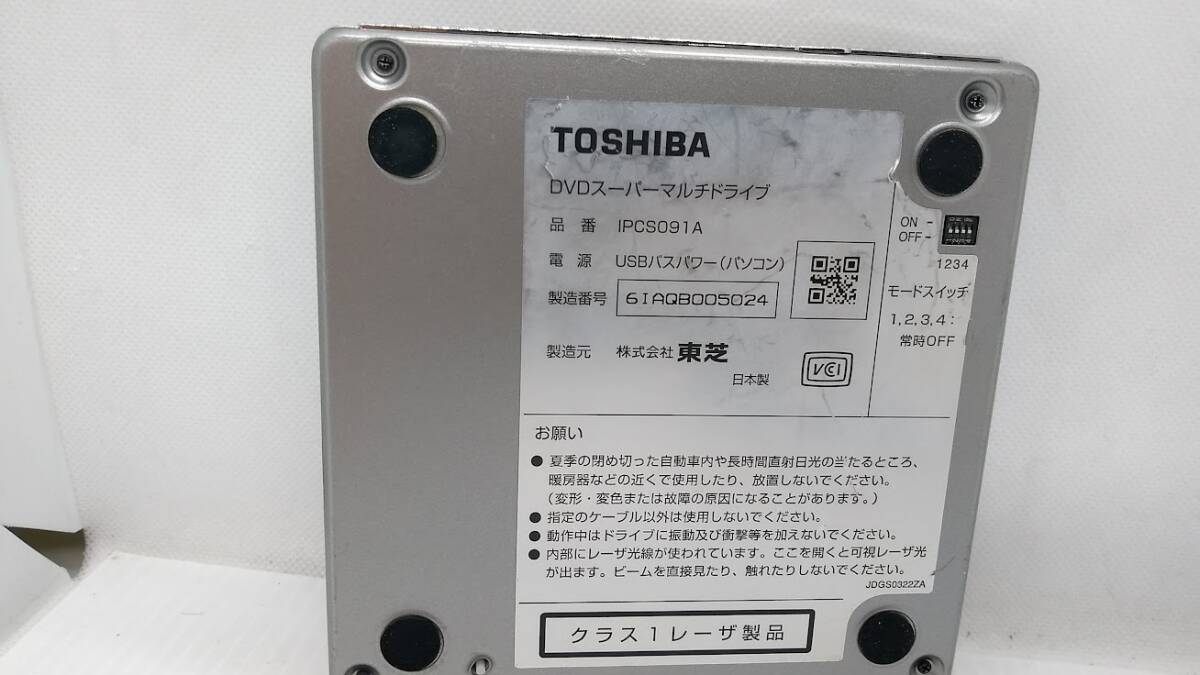 TOSHIBA
DVDスーパーマルチドライブ
品 番 IPCS091A
電 源 USBバスパワー(パソコン)
製造番号 6IAQB005024
製造元 株式会社 東芝
日本製
VCI
ON -
OFF -
1234
モードスイッチ
1,2,3,4:
常時OFF
お願い
● 夏季の閉め切った自動車内や長時間直射日光の当たるところ、
暖房器などの近くで使用したり、放置しないでください。
(変形・変色または故障の原因になることがあります。)
● 指定のケーブル以外は使用しないでください。
● 動作中はドライブに振動及び衝撃等を加えないでください。
● 内部にレーザ光線が使われています。ここを開くと可視レーザ光
が出ます。ビームを直接見たり、触れたりしないでください。
JDGS0322ZA
クラス1レーザ製品